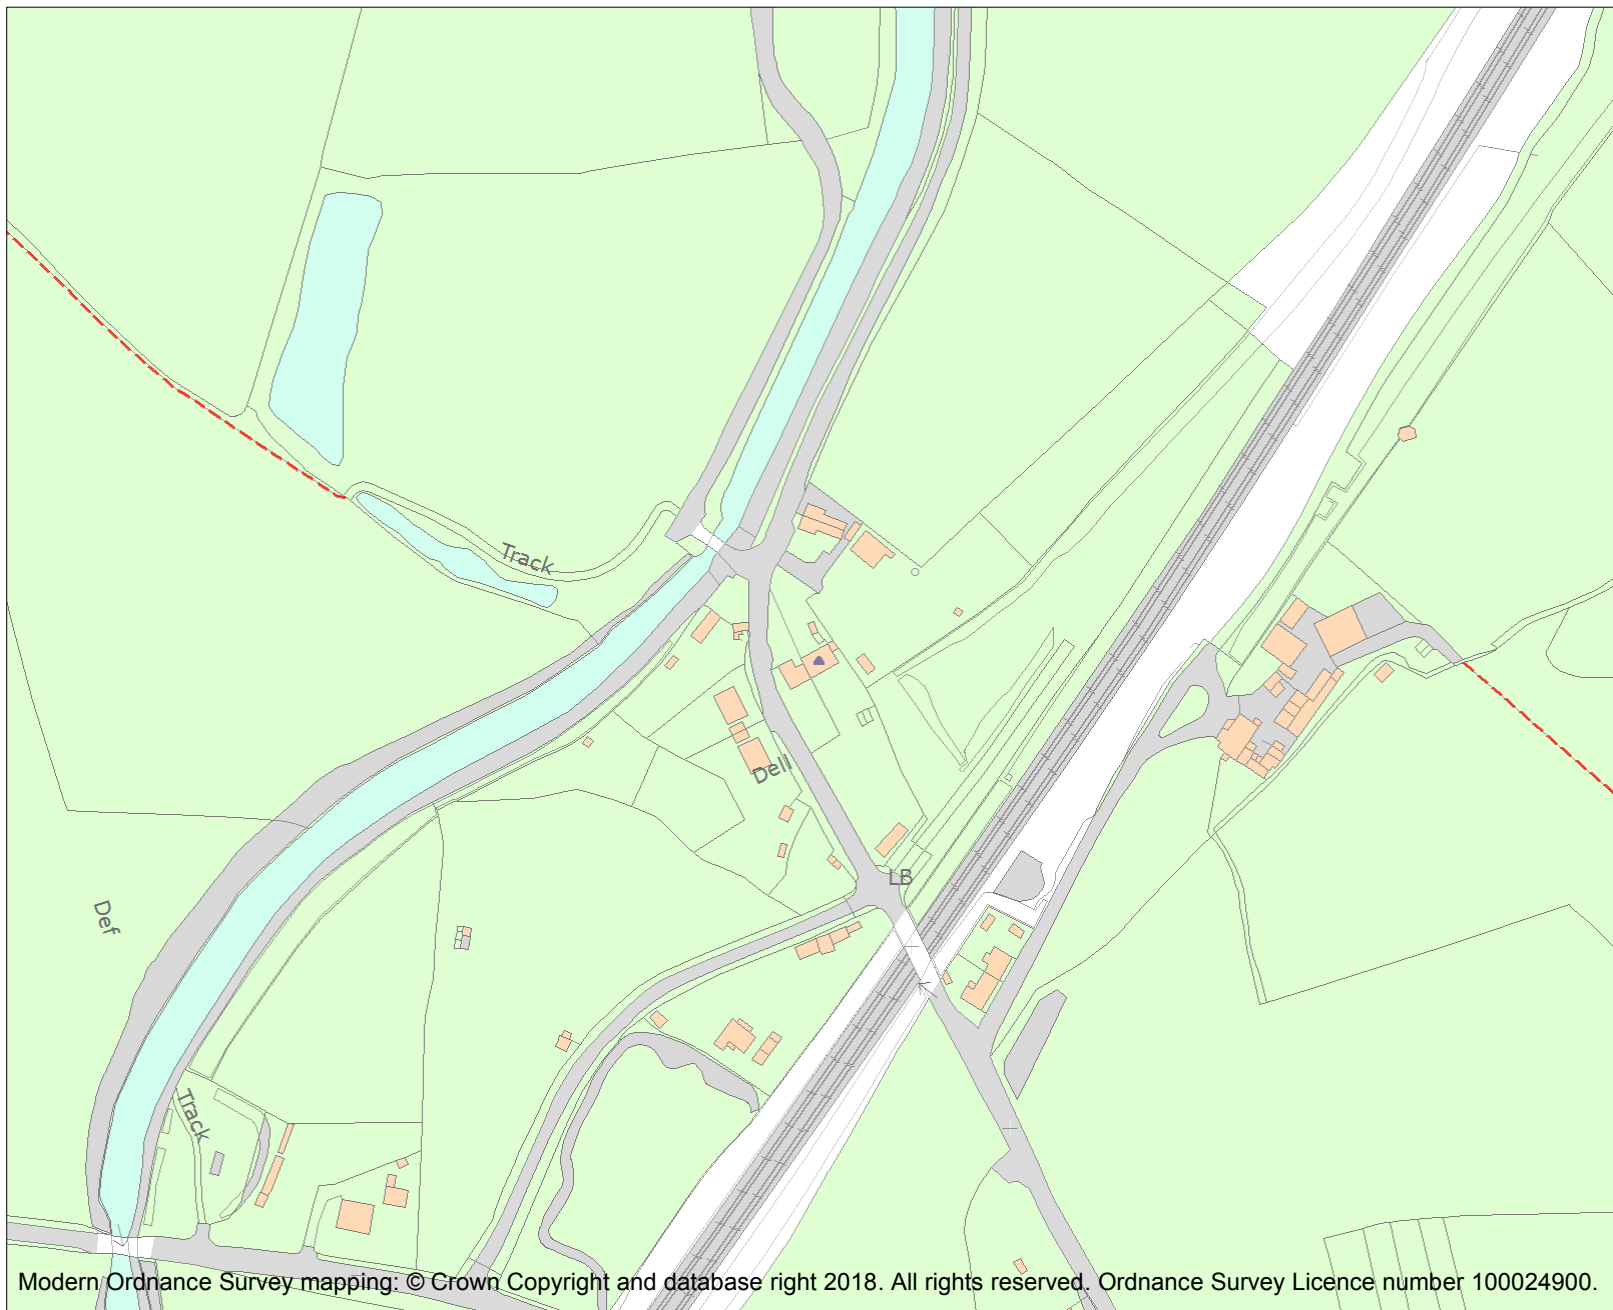 Track
Dell
LB
Def
Track
Modern Ordnance Survey mapping: © Crown Copyright and database right 2018. All rights reserved. Ordnance Survey Licence number 100024900.